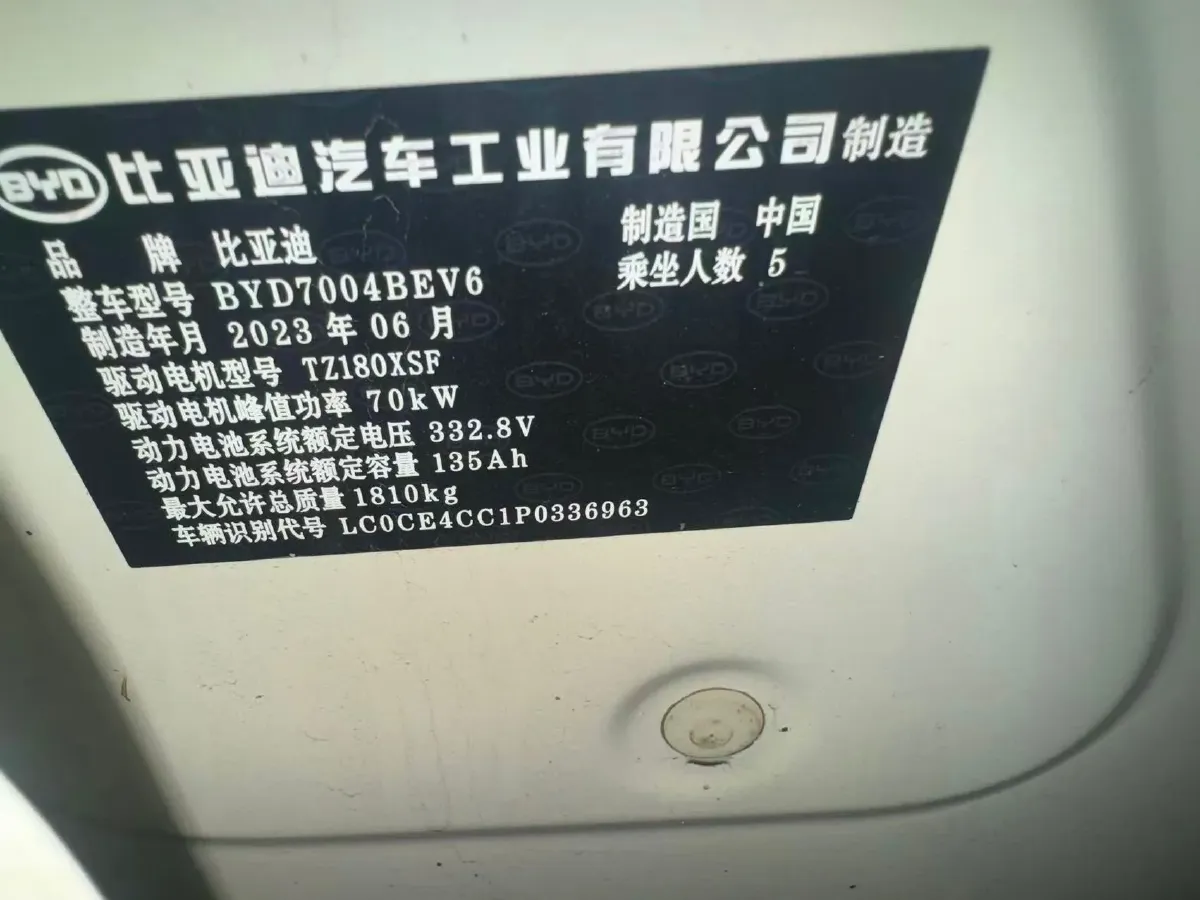 BYD 比亚迪汽车工业有限公司制造
品 牌 比亚迪 制造国 中国
整车型号 BYD7004BEV6 乘坐人数 5
制造年月 2023 年 06 月
驱动电机型号 TZ180XSF
驱动电机峰值功率 70kW
动力电池系统额定电压 332.8V
动力电池系统额定容量 135Ah
最大允许总质量 1810kg
车辆识别代号 LC0CE4CC1P0336963